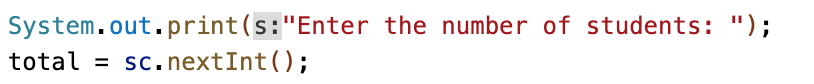 System.out.print(s:"Enter the number of students: ");
total = sc.nextInt();